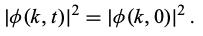 |ϕ(k, t)|² = |ϕ(k, 0)|² .